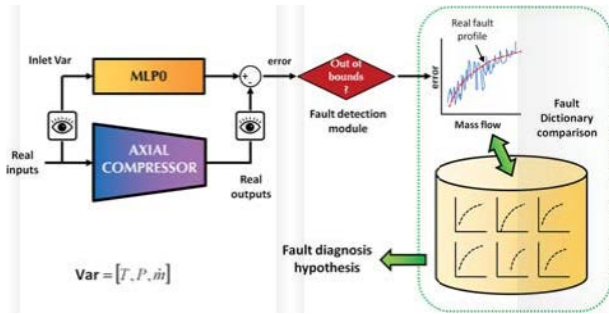 Inlet Var
MLP0
+
-
error
Out of
bounds
?
Fault detection
module
Real fault
profile
error
Mass flow
Fault
Dictionary
comparison
Real
inputs
AXIAL
COMPRESSOR
Real
outputs
Fault diagnosis
hypothesis
Var = [T, P, ṁ]